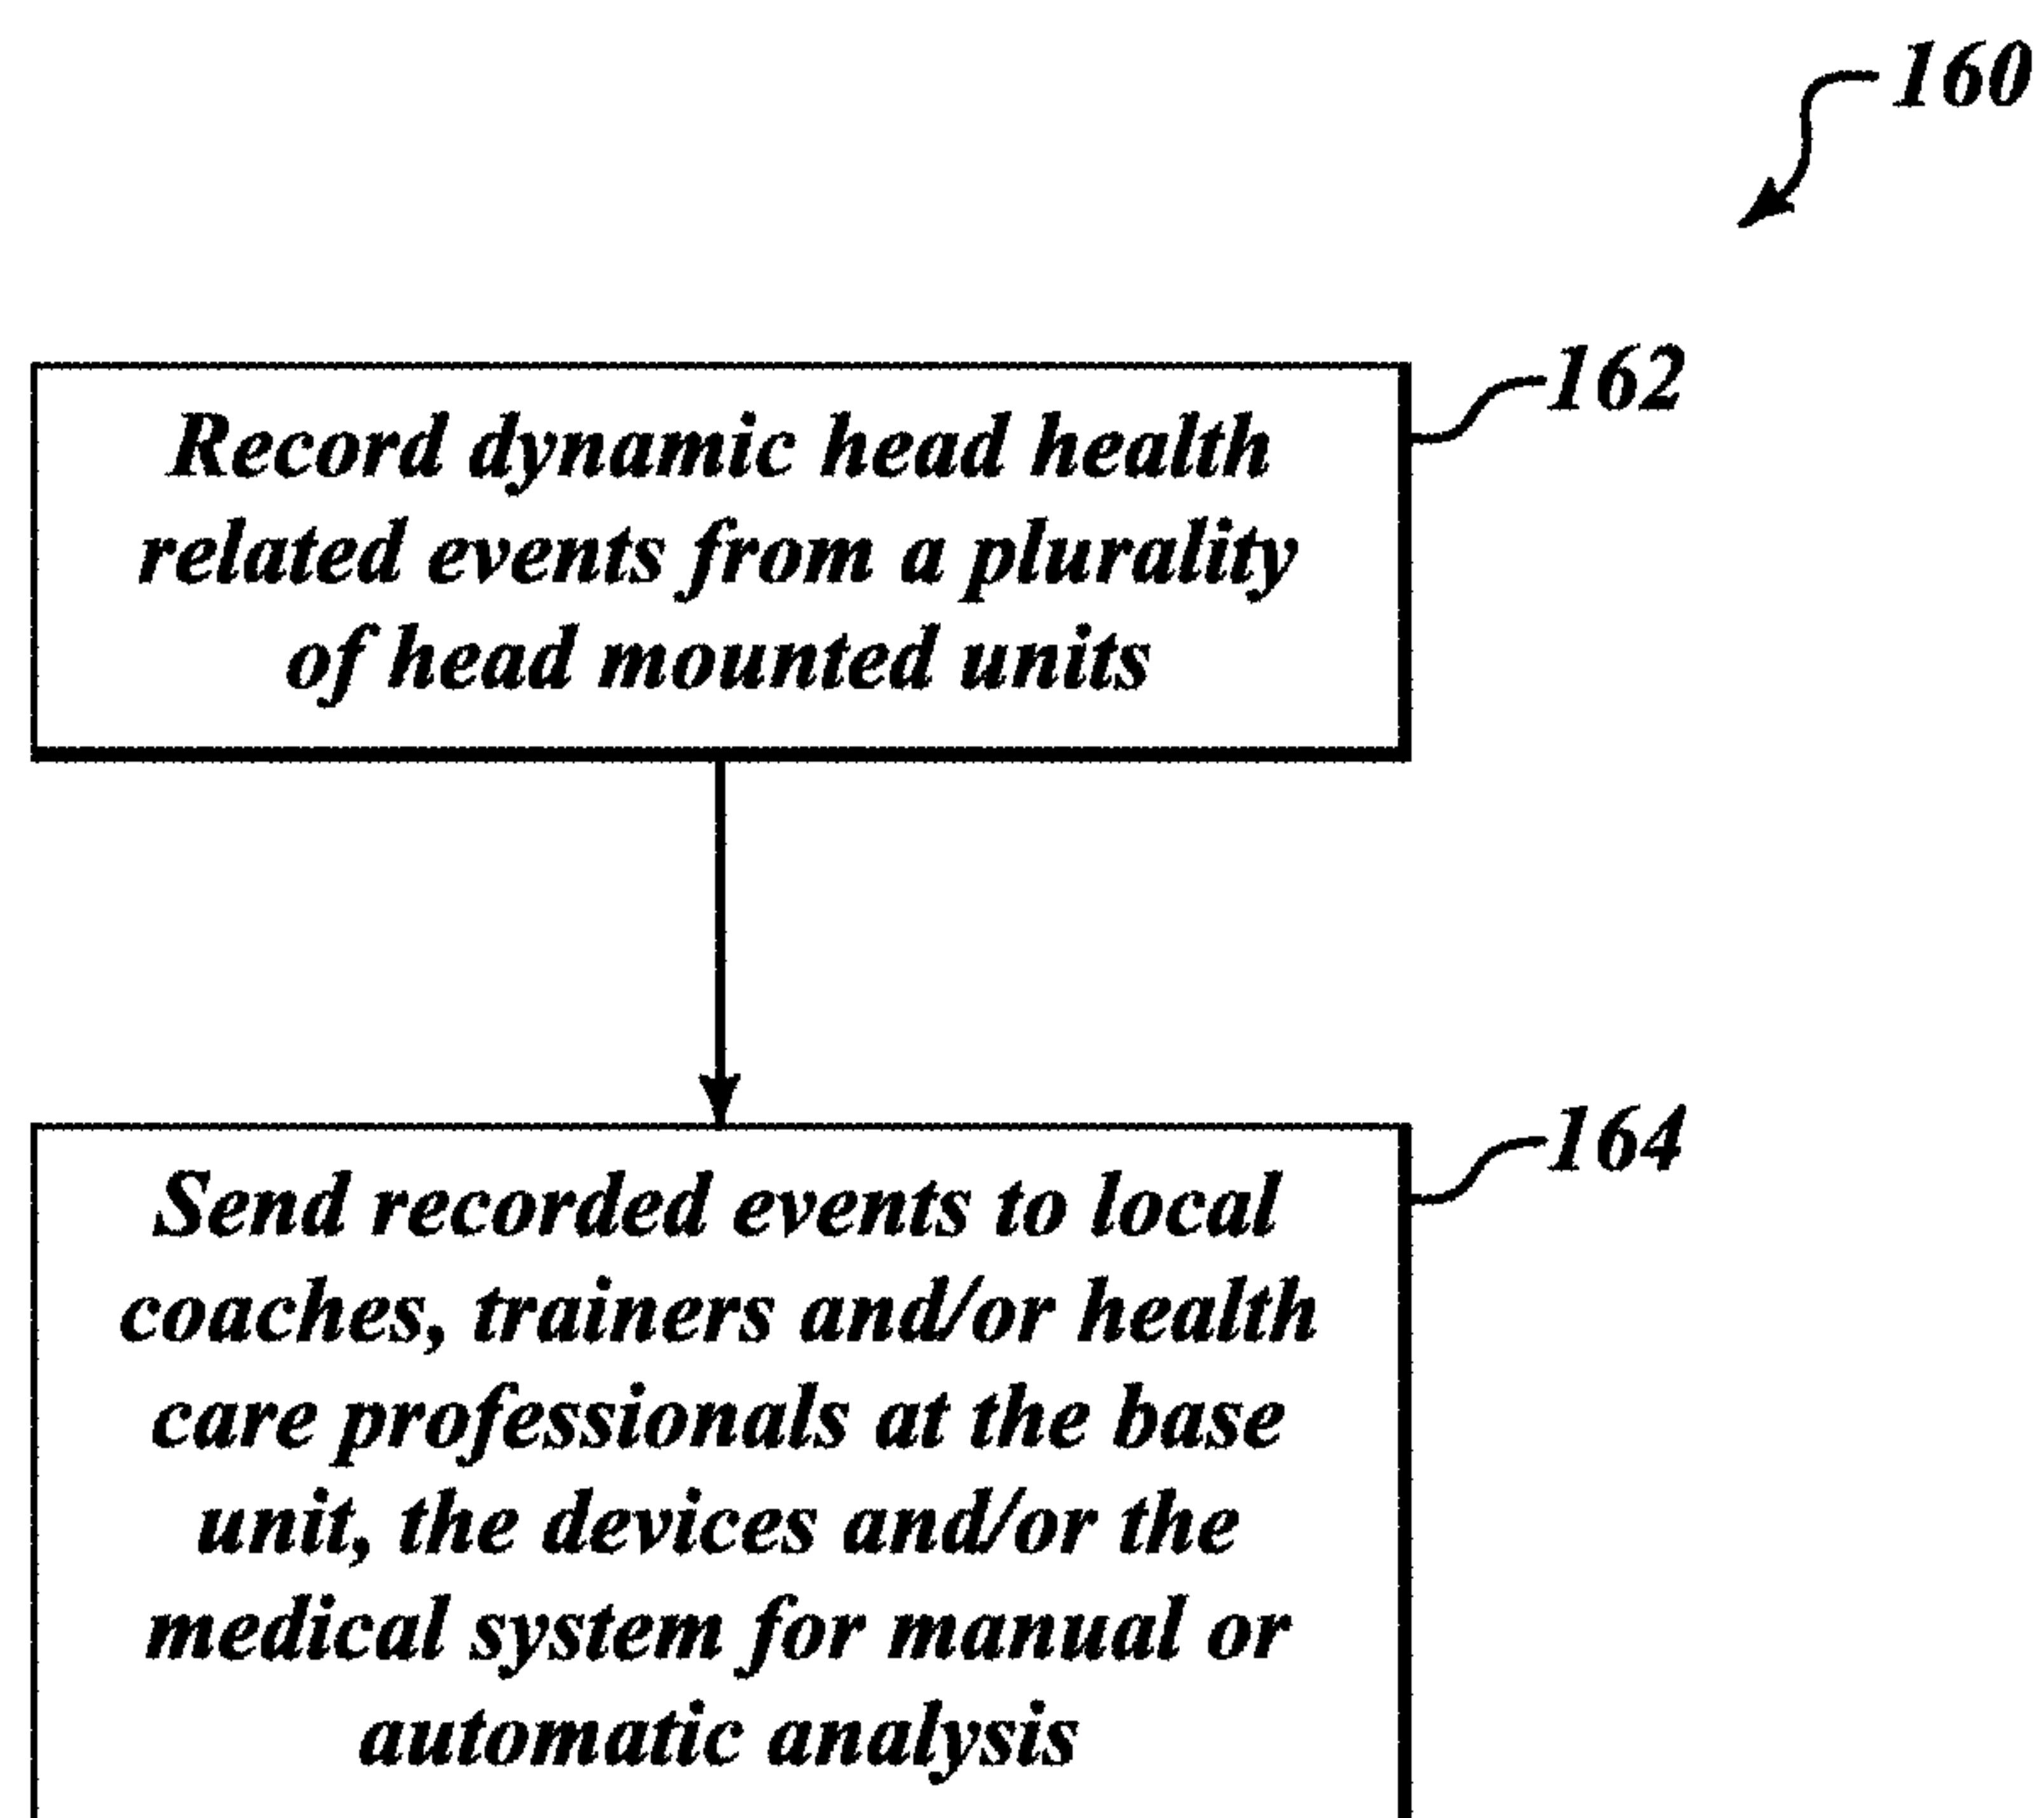 160
162
Record dynamic head health
related events from a plurality
of head mounted units
164
Send recorded events to local
coaches, trainers and/or health
care professionals at the base
unit, the devices and/or the
medical system for manual or
automatic analysis